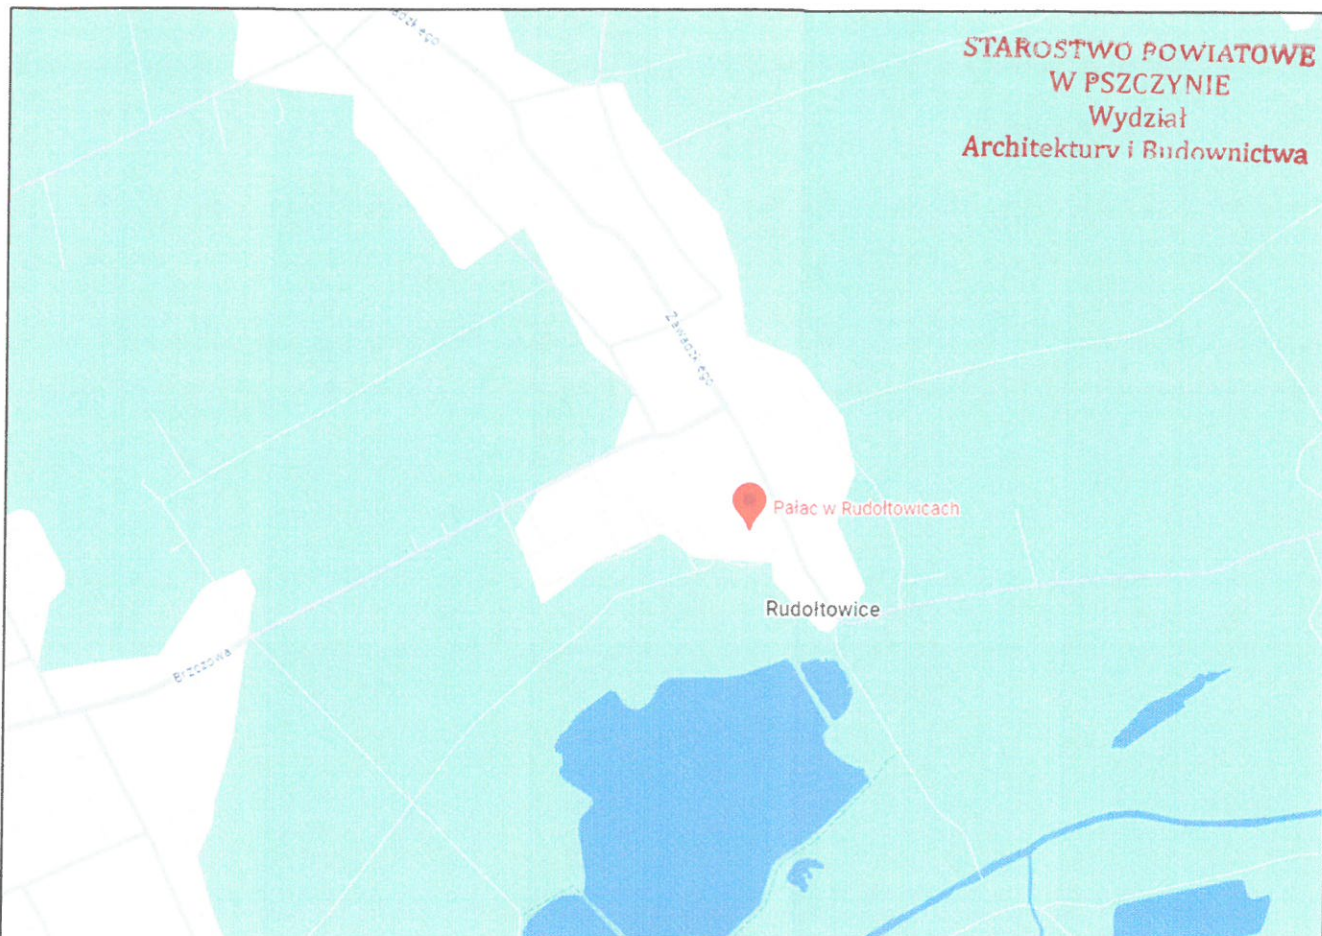 STAROSTWO POWIATOWE
W PSZCZYNIE
Wydział
Architektury i Budownictwa
Zawadzkiego
Pałac w Rudołtowicach
Rudołtowice
Brzozowa